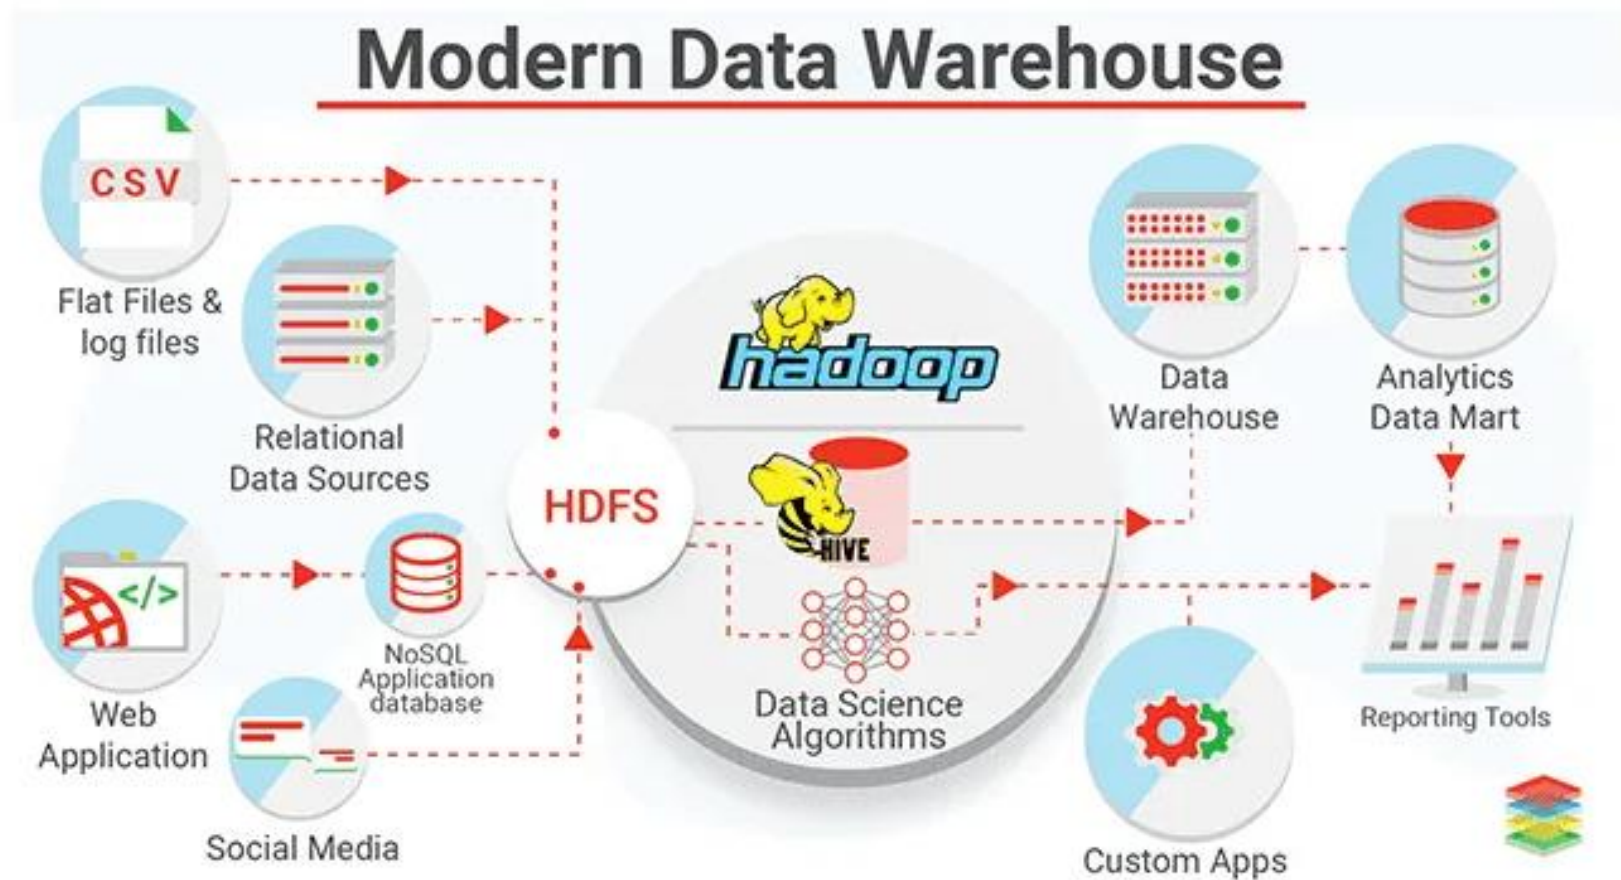 Modern Data Warehouse
CSV
Flat Files &
log files
Relational
Data Sources
Web
Application
NoSQL
Application
database
Social Media
HDFS
hadoop
HIVE
Data Science
Algorithms
Data
Warehouse
Analytics
Data Mart
Custom Apps
Reporting Tools
</>